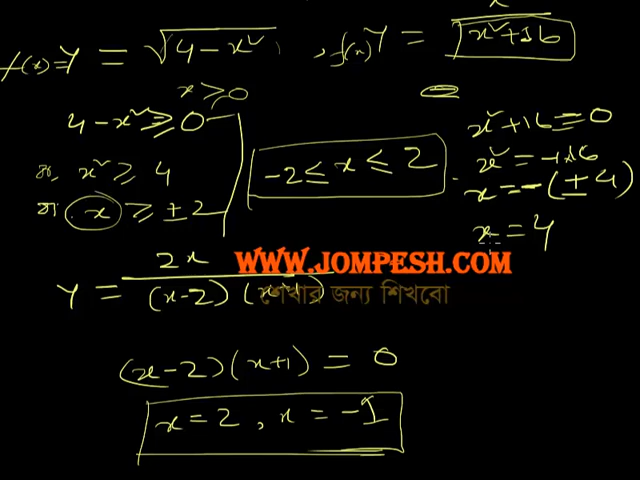 f(x)=Y = √4-x² , f(x) Y = x/x²+16
x ≥ 0
4-x² ≥ 0
বা, x² ≥ 4
বা, x ≥ ±2
-2 ≤ x ≤ 2
x²+16 = 0
x² = -16
x = -(±4)
x = 4
WWW.JOMPESH.COM
শেখার জন্য শিখবো
Y = 2x/(x-2)(x+1)
(x-2)(x+1) = 0
x = 2, x = -1